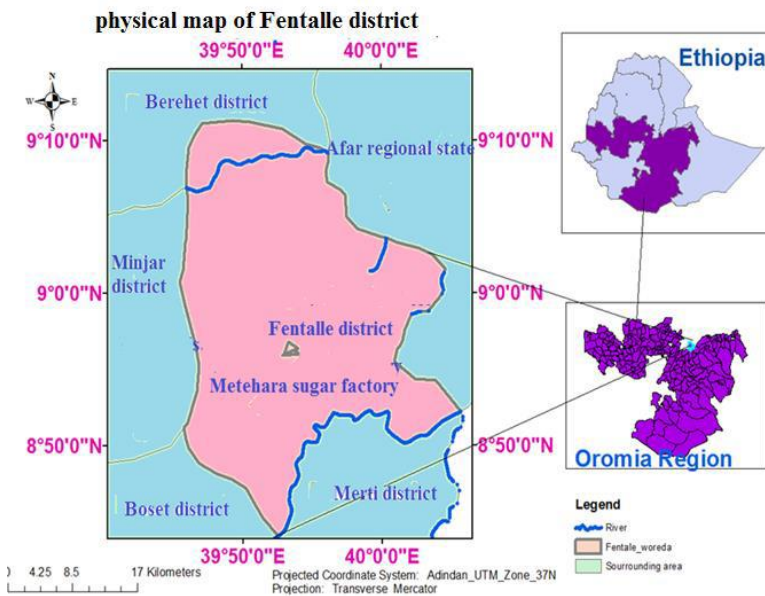 physical map of Fentalle district
39°50'0"E
40°00'0"E
Ethiopia
N
W
E
S
Berehet district
9°10'0"N
9°10'0"N
Afar regional state
Minjar
district
9°0'0"N
9°0'0"N
Fentalle district
Metehara sugar factory
8°50'0"N
8°50'0"N
Oromia Region
Boset district
Merti district
Legend
River
Fentale_woreda
Sourrounding area
39°50'0"E
40°00'0"E
0 4.25 8.5 17 Kilometers
Projected Coordinate System: Adindan_UTM_Zone_37N
Projection: Transverse Mercator